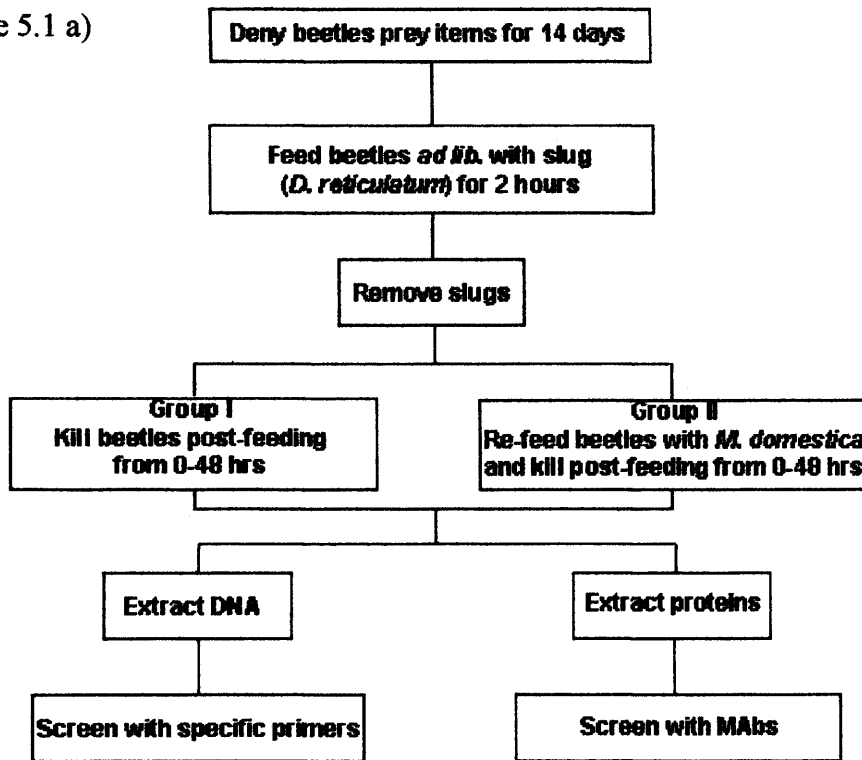 e 5.1 a)
Deny beetles prey items for 14 days
Feed beetles ad lib. with slug
(D. reticulatum) for 2 hours
Remove slugs
Group I
Kill beetles post-feeding
from 0-48 hrs
Group II
Re-feed beetles with M. domestica
and kill post-feeding from 0-48 hrs
Extract DNA
Extract proteins
Screen with specific primers
Screen with MAbs